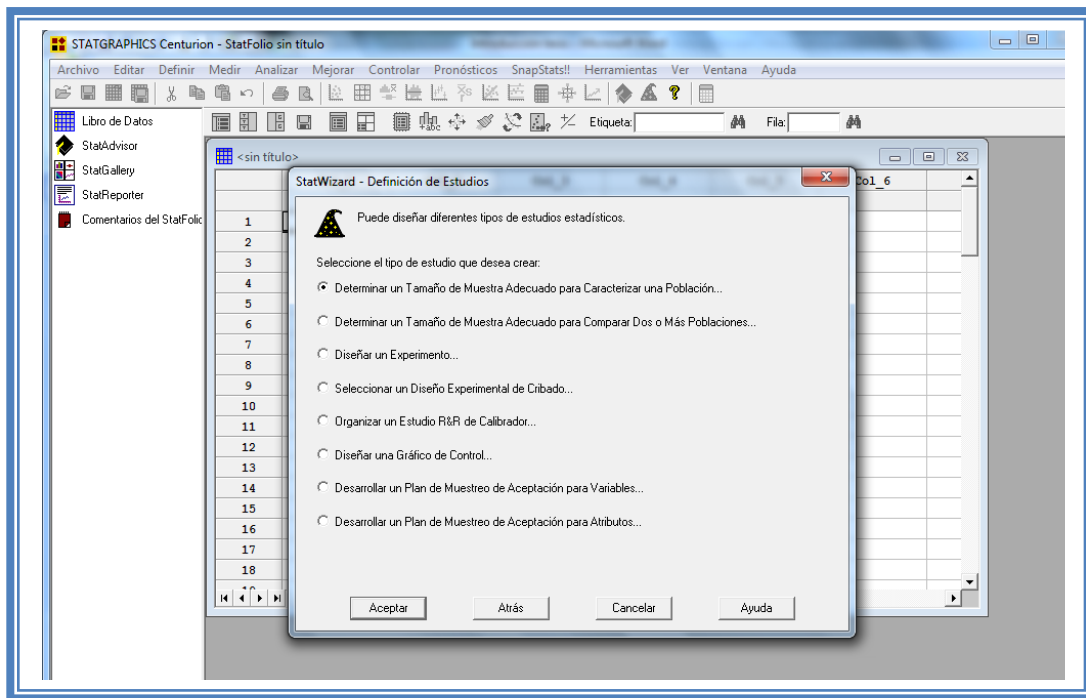 STATGRAPHICS Centurion - StatFolio sin título
Archivo Editar Definir Medir Analizar Mejorar Controlar Pronósticos SnapStats!! Herramientas Ver Ventana Ayuda
Etiqueta: Fila:
Libro de Datos
StatAdvisor
StatGallery
StatReporter
Comentarios del StatFolio
<sin título>
Col_6
StatWizard - Definición de Estudios
Puede diseñar diferentes tipos de estudios estadísticos.
Seleccione el tipo de estudio que desea crear:
Determinar un Tamaño de Muestra Adecuado para Caracterizar una Población...
Determinar un Tamaño de Muestra Adecuado para Comparar Dos o Más Poblaciones...
Diseñar un Experimento...
Seleccionar un Diseño Experimental de Cribado...
Organizar un Estudio R&R de Calibrador...
Diseñar una Gráfico de Control...
Desarrollar un Plan de Muestreo de Aceptación para Variables...
Desarrollar un Plan de Muestreo de Aceptación para Atributos...
Aceptar Atrás Cancelar Ayuda
1
2
3
4
5
6
7
8
9
10
11
12
13
14
15
16
17
18